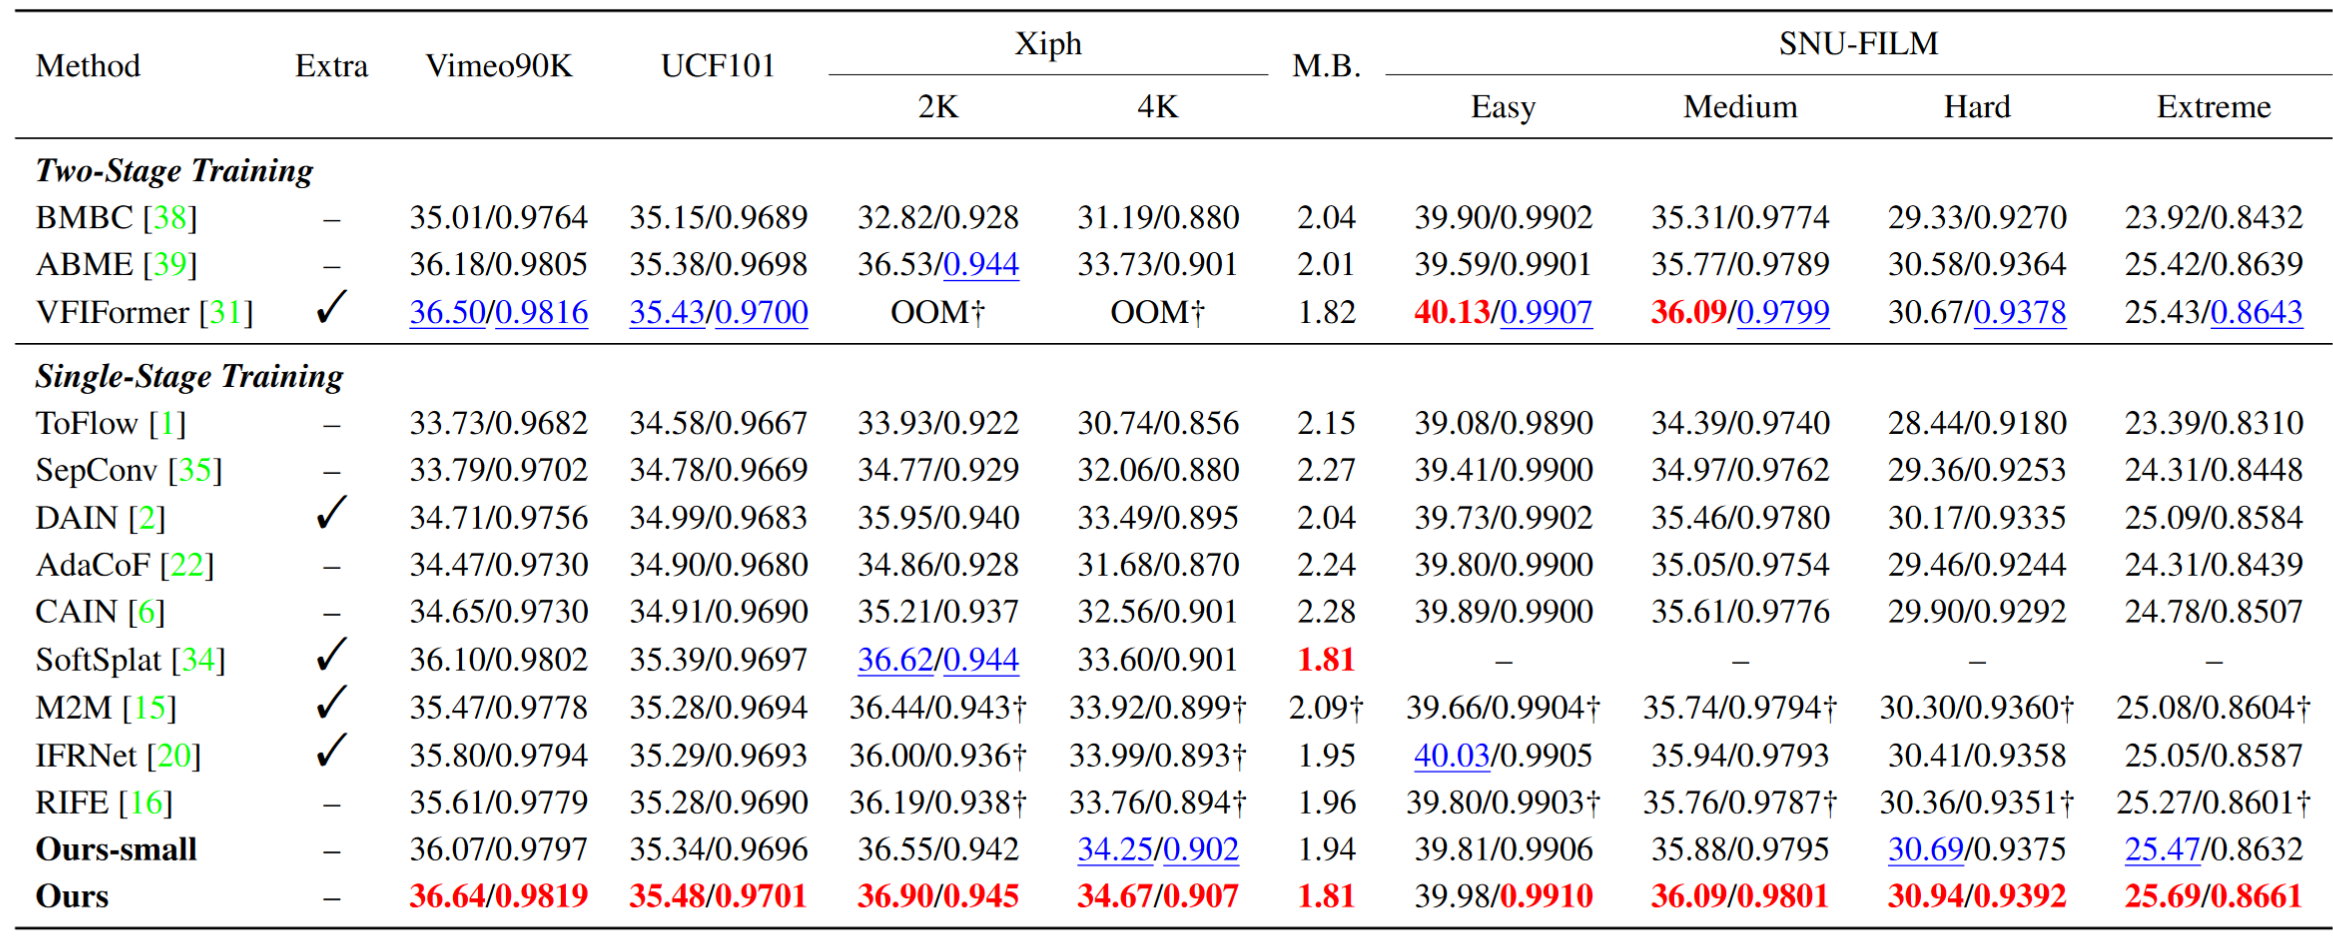 Method Extra Vimeo90K UCF101 Xiph M.B. SNU-FILM
2K 4K Easy Medium Hard Extreme
Two-Stage Training
BMBC [38] – 35.01/0.9764 35.15/0.9689 32.82/0.928 31.19/0.880 2.04 39.90/0.9902 35.31/0.9774 29.33/0.9270 23.92/0.8432
ABME [39] – 36.18/0.9805 35.38/0.9698 36.53/0.944 33.73/0.901 2.01 39.59/0.9901 35.77/0.9789 30.58/0.9364 25.42/0.8639
VFIFormer [31] ✓ 36.50/0.9816 35.43/0.9700 OOM† OOM† 1.82 40.13/0.9907 36.09/0.9799 30.67/0.9378 25.43/0.8643
Single-Stage Training
ToFlow [1] – 33.73/0.9682 34.58/0.9667 33.93/0.922 30.74/0.856 2.15 39.08/0.9890 34.39/0.9740 28.44/0.9180 23.39/0.8310
SepConv [35] – 33.79/0.9702 34.78/0.9669 34.77/0.929 32.06/0.880 2.27 39.41/0.9900 34.97/0.9762 29.36/0.9253 24.31/0.8448
DAIN [2] ✓ 34.71/0.9756 34.99/0.9683 35.95/0.940 33.49/0.895 2.04 39.73/0.9902 35.46/0.9780 30.17/0.9335 25.09/0.8584
AdaCoF [22] – 34.47/0.9730 34.90/0.9680 34.86/0.928 31.68/0.870 2.24 39.80/0.9900 35.05/0.9754 29.46/0.9244 24.31/0.8439
CAIN [6] – 34.65/0.9730 34.91/0.9690 35.21/0.937 32.56/0.901 2.28 39.89/0.9900 35.61/0.9776 29.90/0.9292 24.78/0.8507
SoftSplat [34] ✓ 36.10/0.9802 35.39/0.9697 36.62/0.944 33.60/0.901 1.81 – – – –
M2M [15] ✓ 35.47/0.9778 35.28/0.9694 36.44/0.943† 33.92/0.899† 2.09† 39.66/0.9904† 35.74/0.9794† 30.30/0.9360† 25.08/0.8604†
IFRNet [20] ✓ 35.80/0.9794 35.29/0.9693 36.00/0.936† 33.99/0.893† 1.95 40.03/0.9905 35.94/0.9793 30.41/0.9358 25.05/0.8587
RIFE [16] – 35.61/0.9779 35.28/0.9690 36.19/0.938† 33.76/0.894† 1.96 39.80/0.9903† 35.76/0.9787† 30.36/0.9351† 25.27/0.8601†
Ours-small – 36.07/0.9797 35.34/0.9696 36.55/0.942 34.25/0.902 1.94 39.81/0.9906 35.88/0.9795 30.69/0.9375 25.47/0.8632
Ours – 36.64/0.9819 35.48/0.9701 36.90/0.945 34.67/0.907 1.81 39.98/0.9910 36.09/0.9801 30.94/0.9392 25.69/0.8661